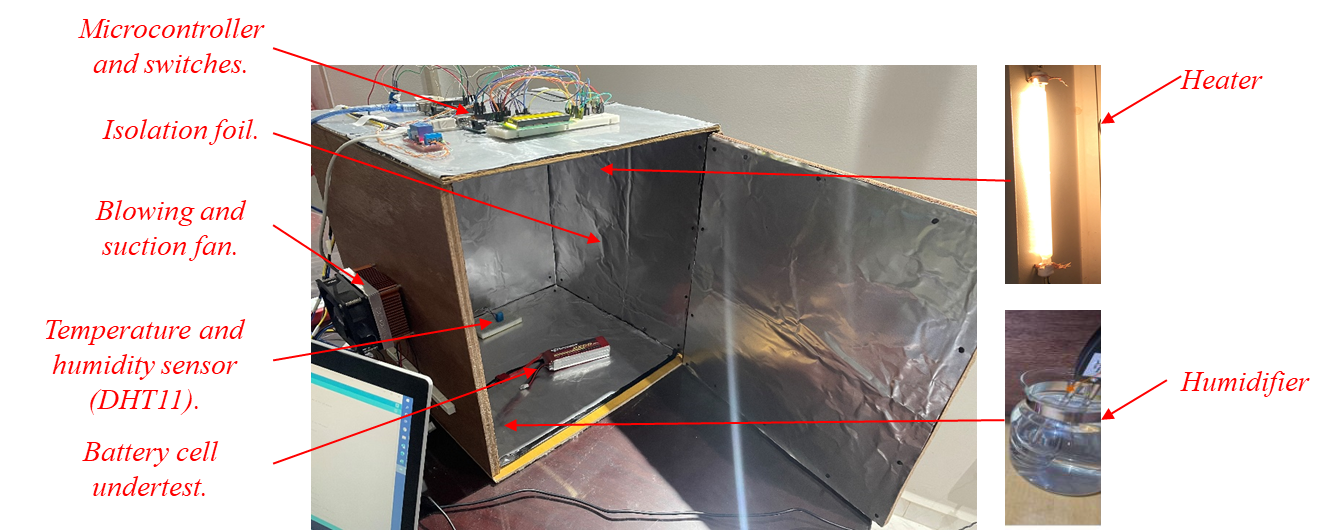 Microcontroller
and switches.
Isolation foil.
Blowing and
suction fan.
Temperature and
humidity sensor
(DHT11).
Battery cell
undertest.
Heater
Humidifier